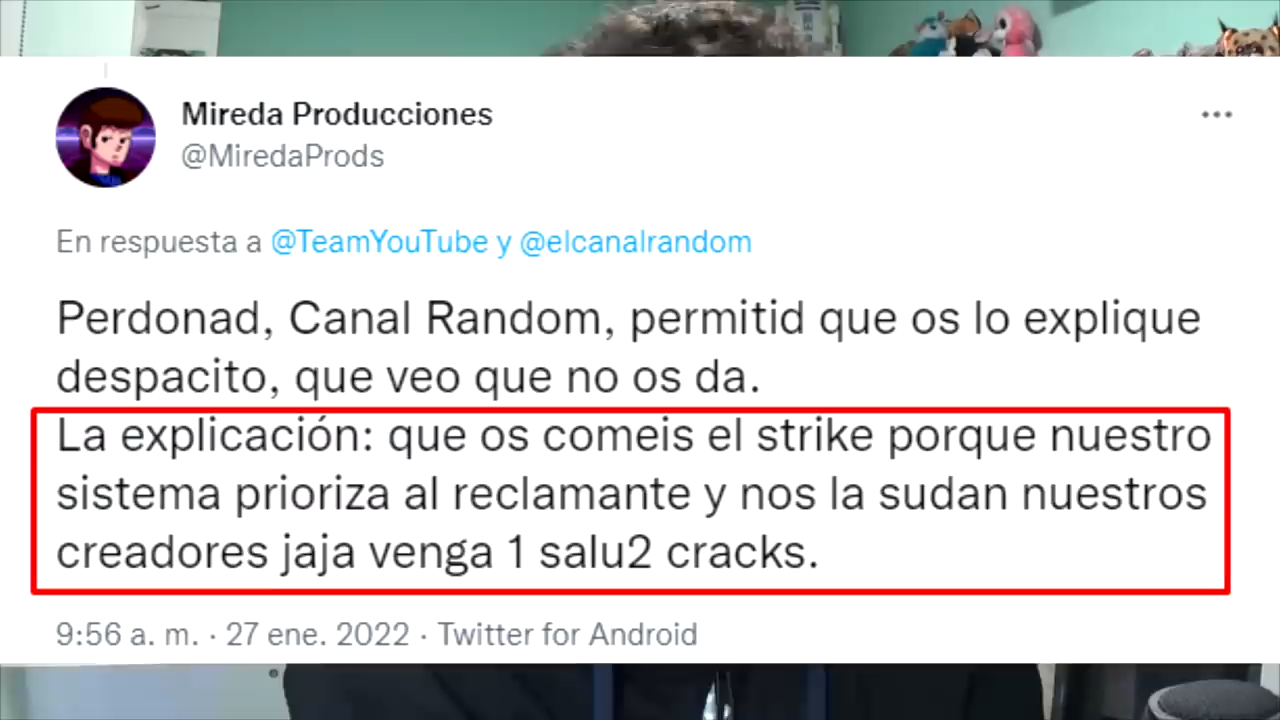 Mireda Producciones
@MiredaProds
En respuesta a @TeamYouTube y @elcanalrandom
Perdonad, Canal Random, permitid que os lo explique
despacito, que veo que no os da.
La explicación: que os comeis el strike porque nuestro
sistema prioriza al reclamante y nos la sudan nuestros
creadores jaja venga 1 salu2 cracks.
9:56 a. m. · 27 ene. 2022 · Twitter for Android